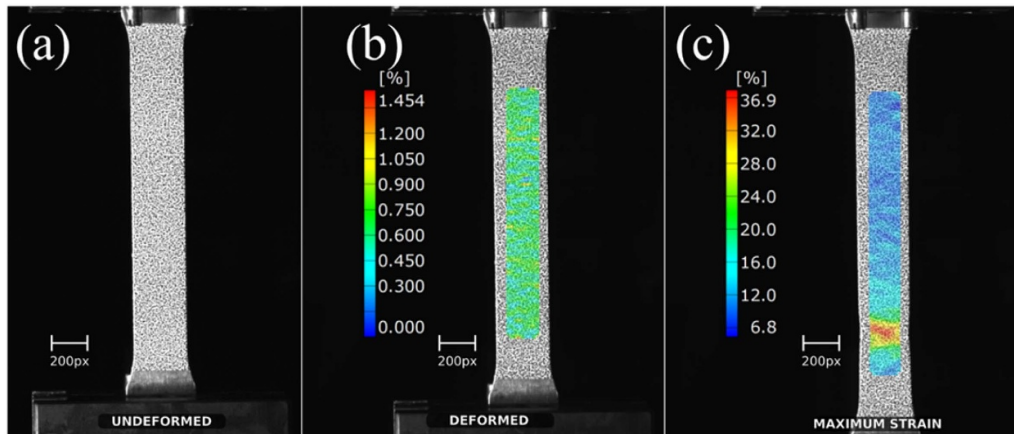 (a)
200px
UNDEFORMED
(b)
[%]
1.454
1.200
1.050
0.900
0.750
0.600
0.450
0.300
0.000
200px
DEFORMED
(c)
[%]
36.9
32.0
28.0
24.0
20.0
16.0
12.0
6.8
200px
MAXIMUM STRAIN